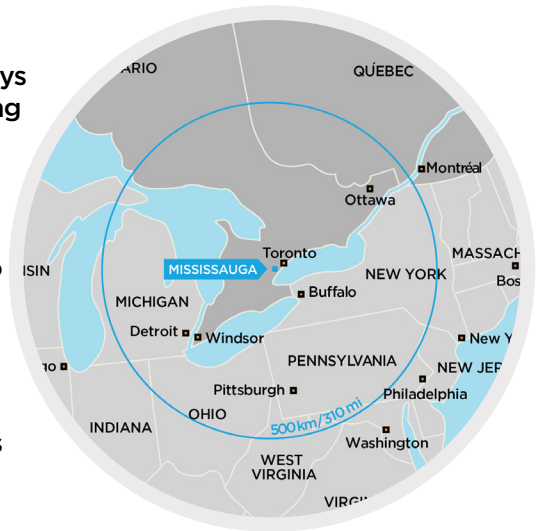 ys
ng
ARIO
QUÉBEC
Montréal
Ottawa
Toronto
MISSISSAUGA
MASSACH
ISIN
NEW YORK
Bos
MICHIGAN
Buffalo
Detroit
Windsor
New Y
go
PENNSYLVANIA
NEW JER
Pittsburgh
Philadelphia
OHIO
500 km/310 mi
INDIANA
Washington
s
WEST
VIRGINIA
VIRGI